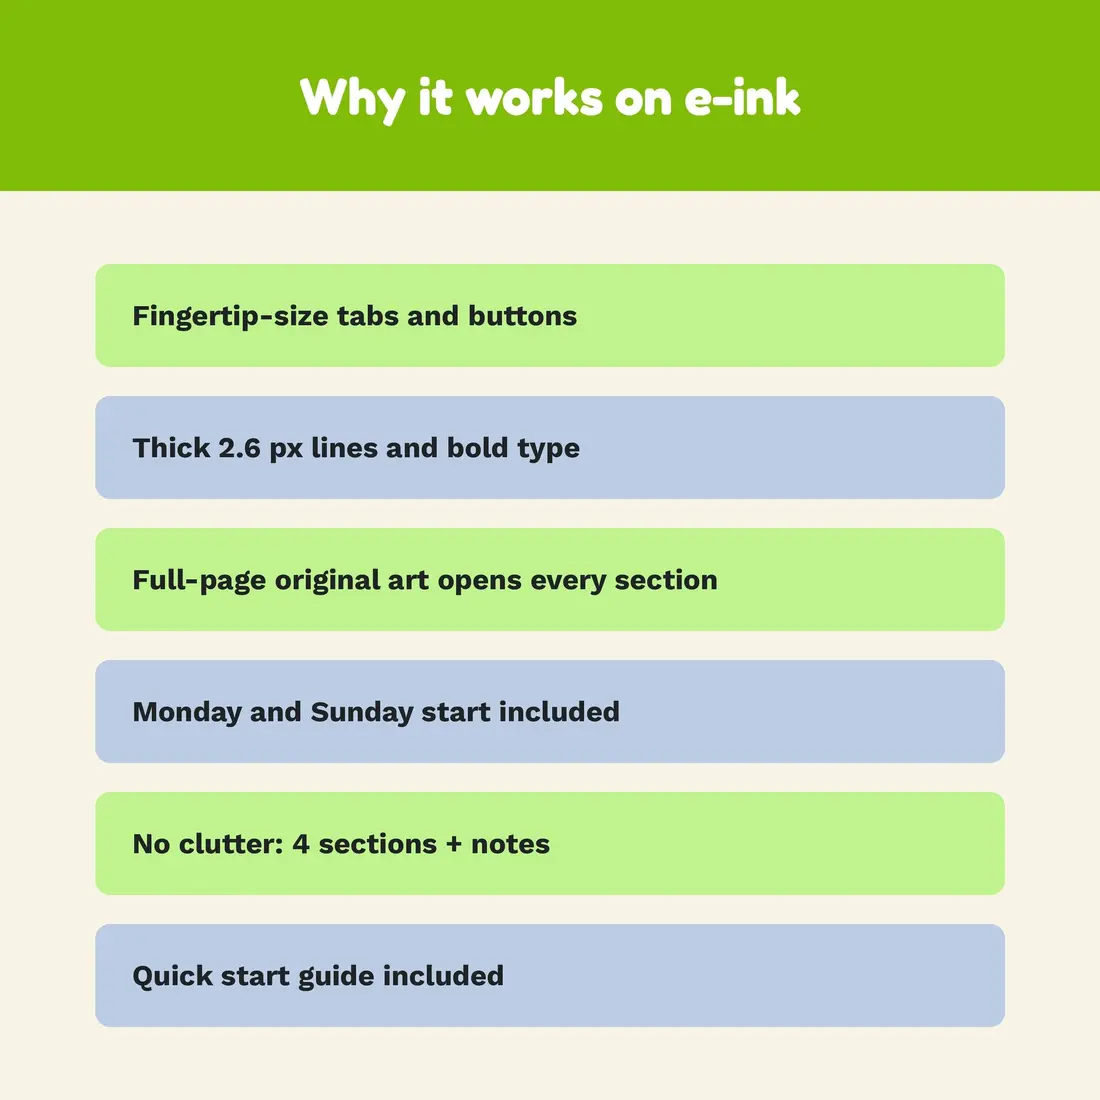 Why it works on e-ink
Fingertip-size tabs and buttons
Thick 2.6 px lines and bold type
Full-page original art opens every section
Monday and Sunday start included
No clutter: 4 sections + notes
Quick start guide included